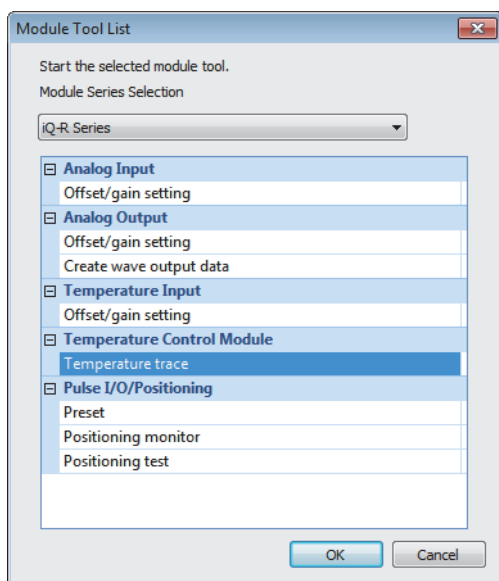 Module Tool List
Start the selected module tool.
Module Series Selection
iQ-R Series
Analog Input
Offset/gain setting
Analog Output
Offset/gain setting
Create wave output data
Temperature Input
Offset/gain setting
Temperature Control Module
Temperature trace
Pulse I/O/Positioning
Preset
Positioning monitor
Positioning test
OK
Cancel